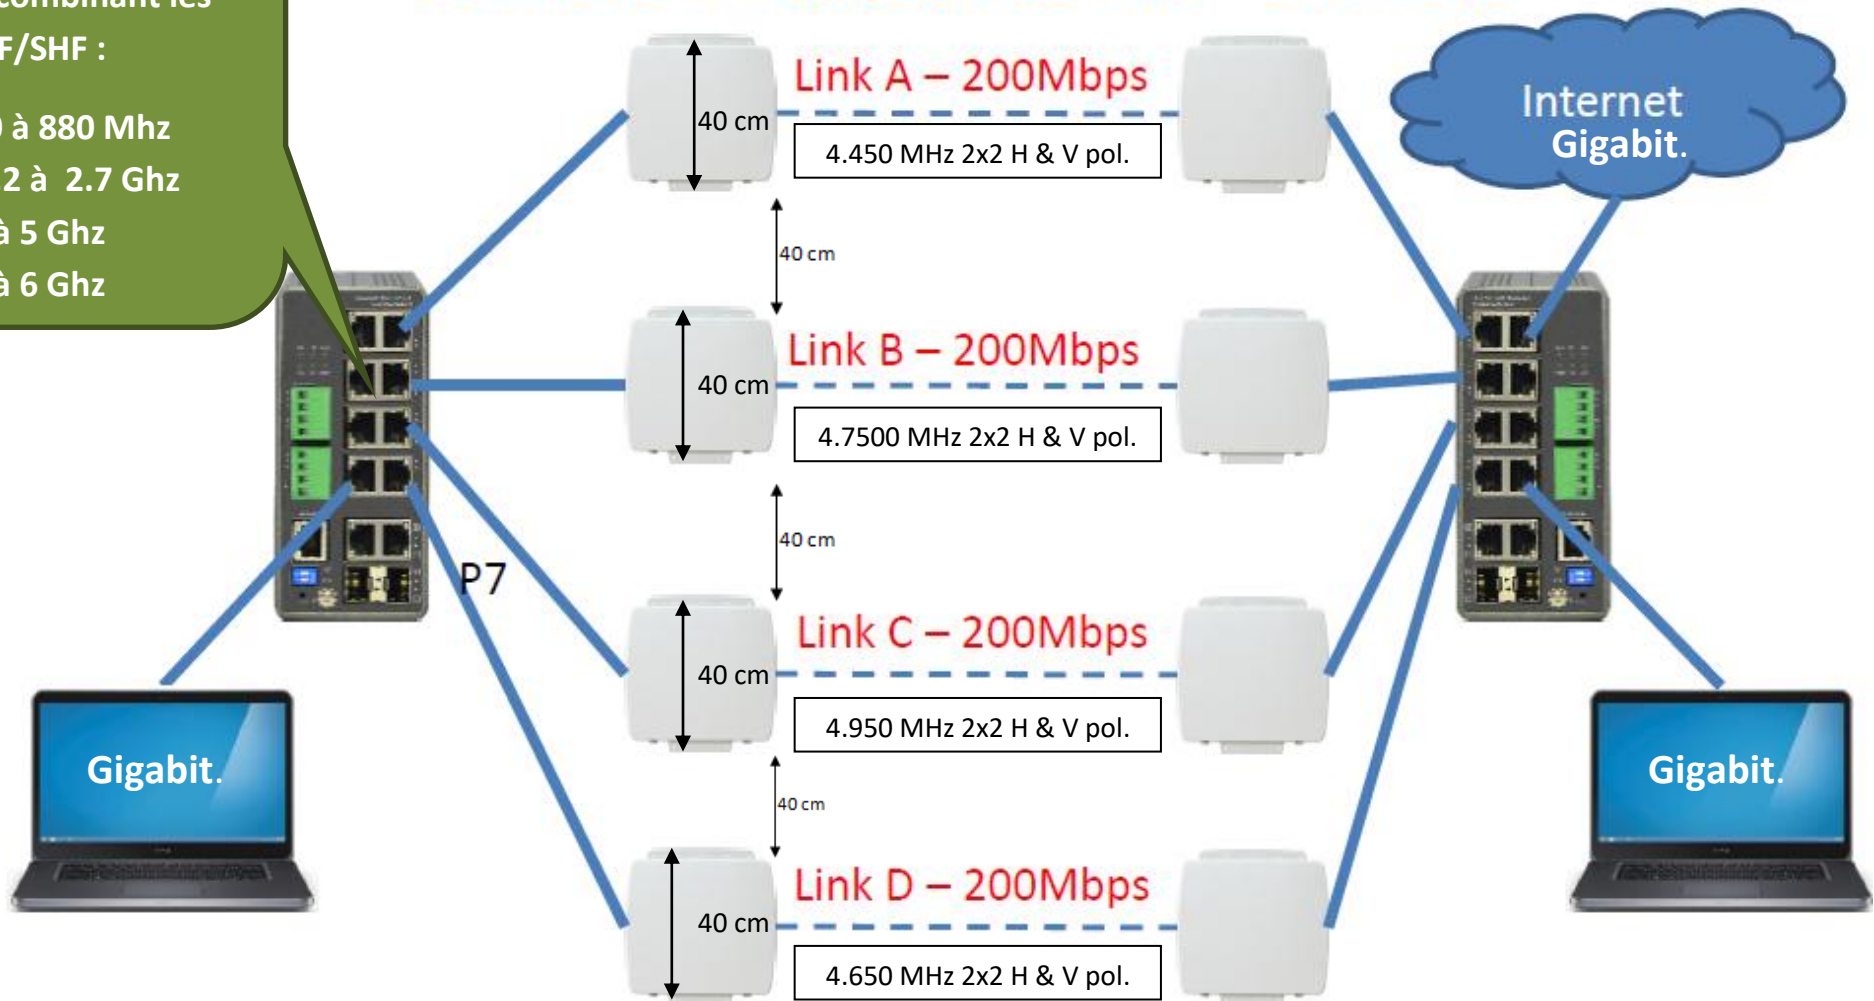 combinant les
F/SHF :
à 880 Mhz
.2 à 2.7 Ghz
à 5 Ghz
à 6 Ghz
Link A – 200Mbps
40 cm
4.450 MHz 2x2 H & V pol.
Internet
Gigabit.
40 cm
Link B – 200Mbps
40 cm
4.7500 MHz 2x2 H & V pol.
40 cm
P7
Link C – 200Mbps
40 cm
4.950 MHz 2x2 H & V pol.
Gigabit.
Gigabit.
40 cm
Link D – 200Mbps
40 cm
4.650 MHz 2x2 H & V pol.